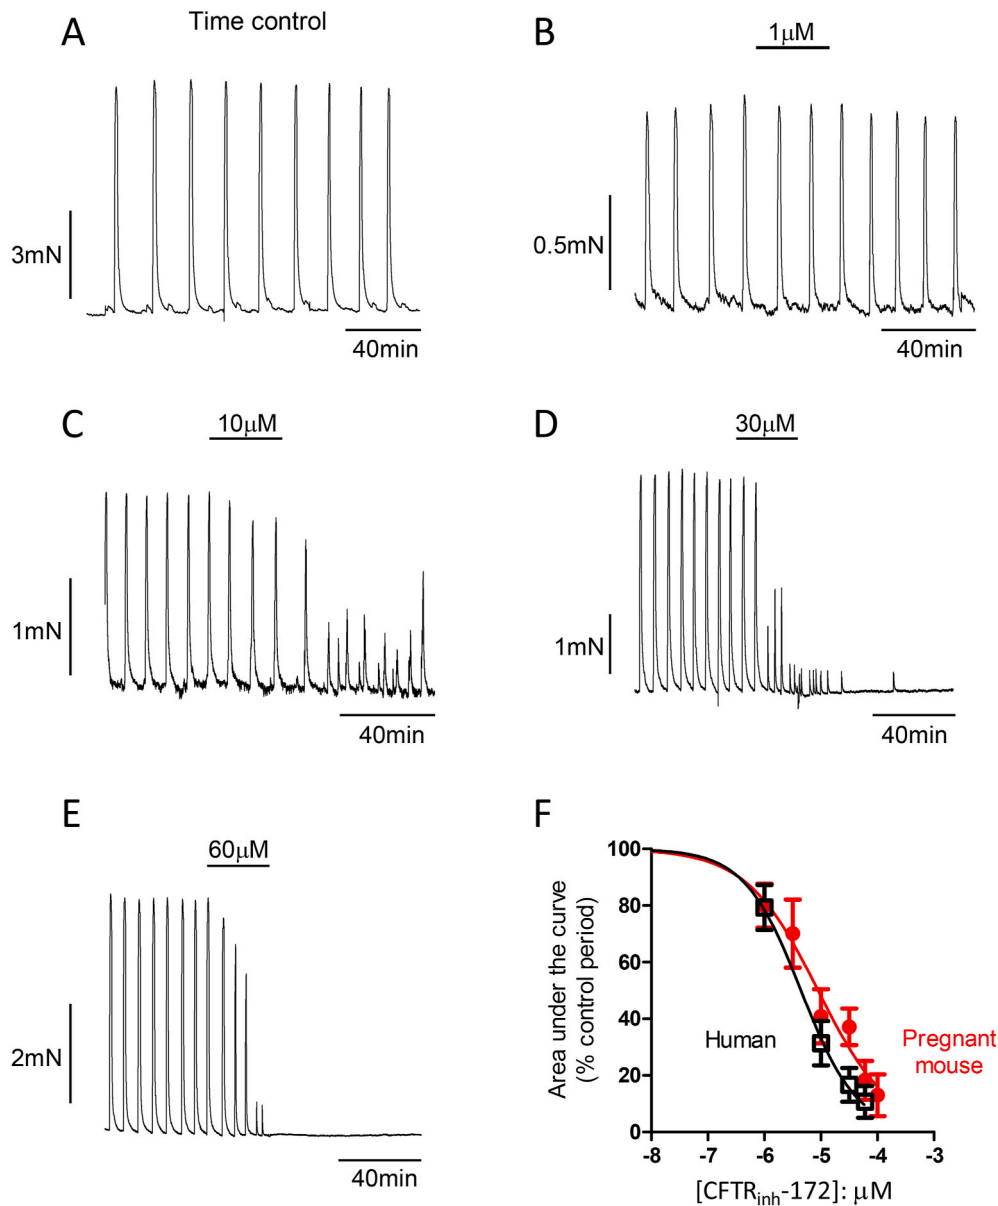 A
Time control
3mN
40min
B
1μM
0.5mN
40min
C
10μM
1mN
40min
D
30μM
1mN
40min
E
60μM
2mN
40min
F
Area under the curve
(% control period)
100
80
60
40
20
0
Human
Pregnant
mouse
-8 -7 -6 -5 -4 -3
[CFTRinh-172]: μM